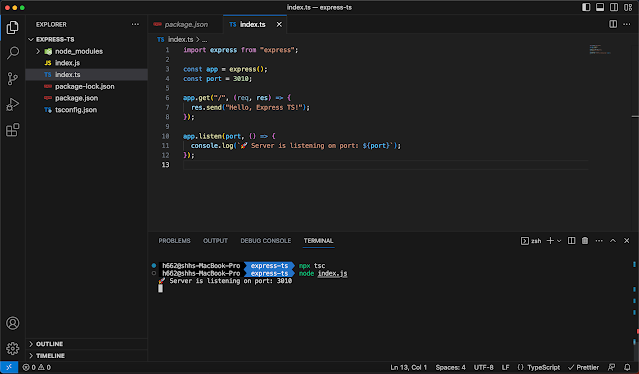 index.ts — express-ts
EXPLORER
package.json
TS index.ts
EXPRESS-TS
node_modules
JS index.js
TS index.ts
package-lock.json
package.json
tsconfig.json
OUTLINE
TIMELINE
TS index.ts > ...
1 import express from "express";
2
3 const app = express();
4 const port = 3010;
5
6 app.get("/", (req, res) => {
7 res.send("Hello, Express TS!");
8 });
9
10 app.listen(port, () => {
11 console.log(`🚀 Server is listening on port: ${port}`);
12 });
13
PROBLEMS OUTPUT DEBUG CONSOLE TERMINAL
zsh
h662@shhs-MacBook-Pro express-ts npx tsc
h662@shhs-MacBook-Pro express-ts node index.js
🚀 Server is listening on port: 3010
0 0
Ln 13, Col 1 Spaces: 4 UTF-8 LF {} TypeScript Prettier